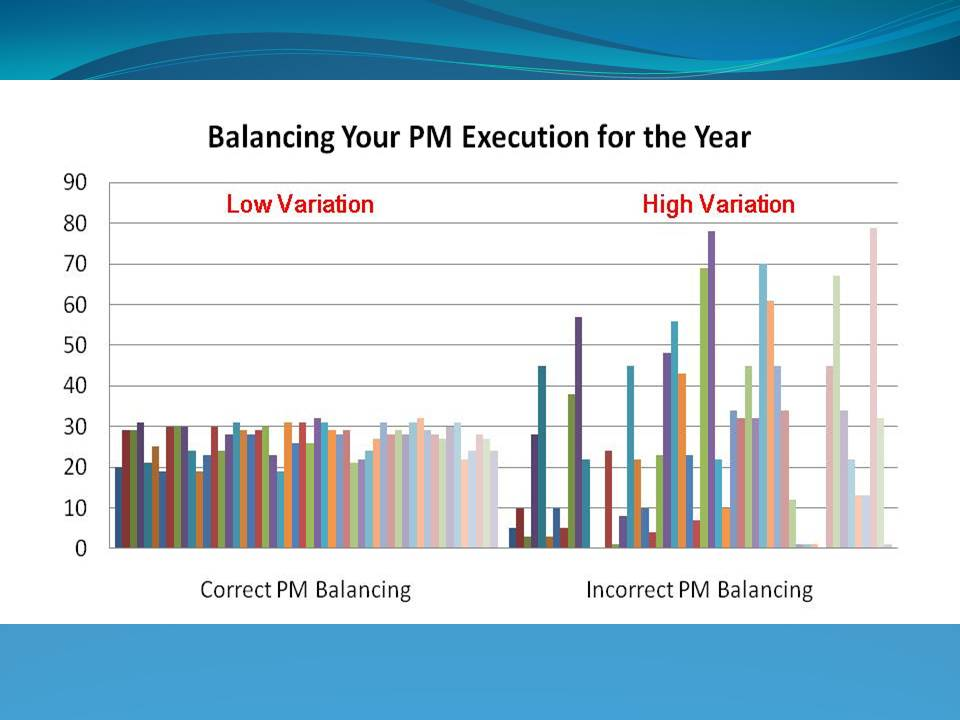 Balancing Your PM Execution for the Year
90
Low Variation
High Variation
80
70
60
50
40
30
20
10
0
Correct PM Balancing
Incorrect PM Balancing